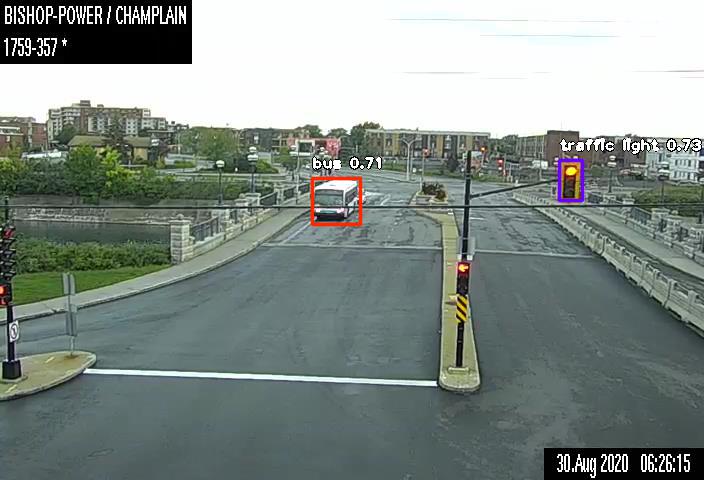 BISHOP-POWER / CHAMPLAIN
1759-357 *
bus 0.71
traffic light 0.73
30.Aug 2020 06:26:15